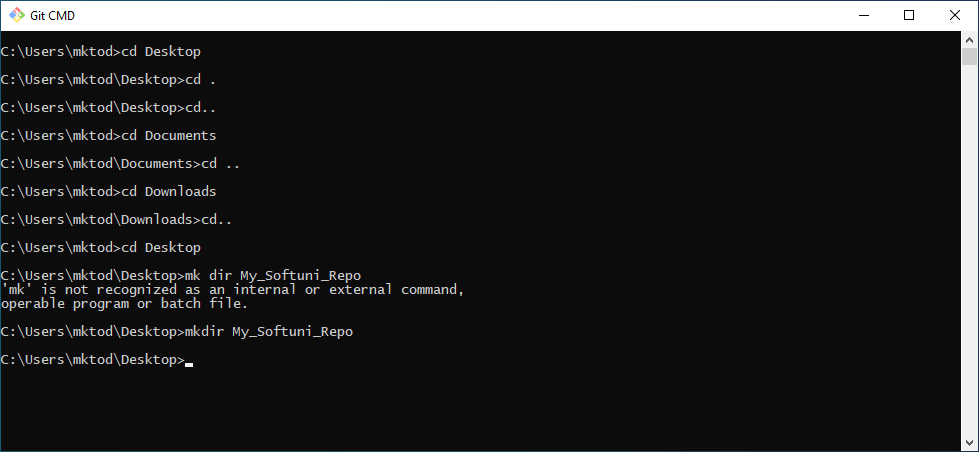 Git CMD
C:\Users\mktod>cd Desktop
C:\Users\mktod\Desktop>cd .
C:\Users\mktod\Desktop>cd..
C:\Users\mktod>cd Documents
C:\Users\mktod\Documents>cd ..
C:\Users\mktod>cd Downloads
C:\Users\mktod\Downloads>cd..
C:\Users\mktod>cd Desktop
C:\Users\mktod\Desktop>mk dir My_Softuni_Repo
'mk' is not recognized as an internal or external command,
operable program or batch file.
C:\Users\mktod\Desktop>mkdir My_Softuni_Repo
C:\Users\mktod\Desktop>